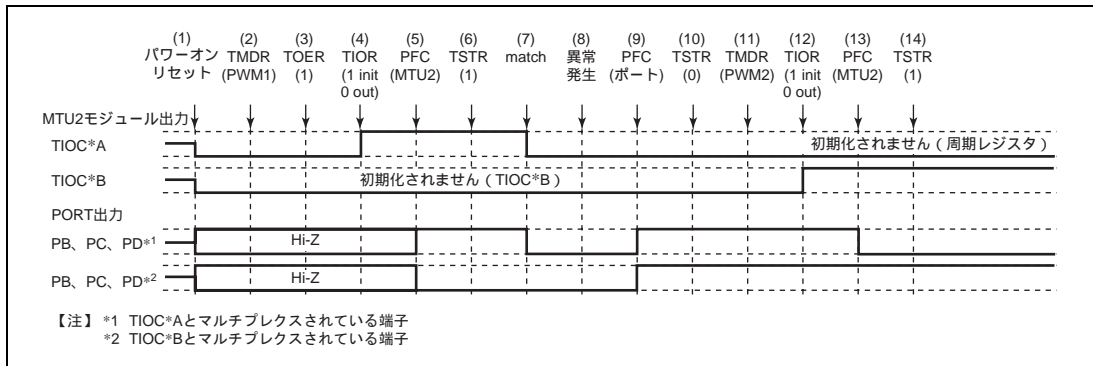 (1) (2) (3) (4) (5) (6) (7) (8) (9) (10) (11) (12) (13) (14)
パワーオン TMDR TOER TIOR PFC TSTR match 異常 PFC TSTR TMDR TIOR PFC TSTR
リセット (PWM1) (1) (1 init (MTU2) (1) 発生 (ポート) (0) (PWM2) (1 init (MTU2) (1)
0 out) 0 out)
MTU2モジュール出力
TIOC*A 初期化されません(周期レジスタ)
TIOC*B 初期化されません(TIOC*B)
PORT出力
PB、PC、PD*1 Hi-Z
PB、PC、PD*2 Hi-Z
【注】 *1 TIOC*Aとマルチプレクスされている端子
*2 TIOC*Bとマルチプレクスされている端子